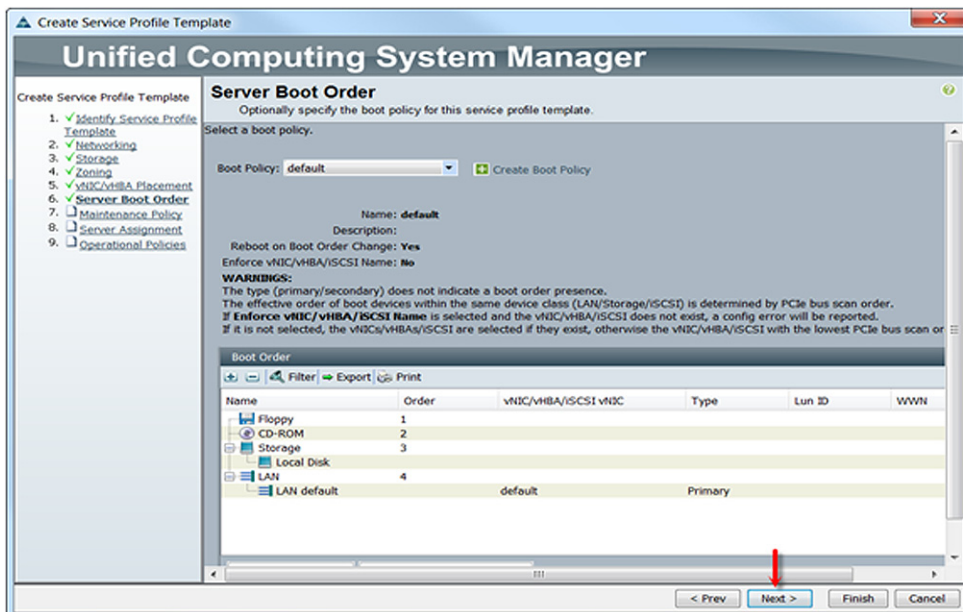 Create Service Profile Template
Unified Computing System Manager
Create Service Profile Template
1. Identify Service Profile
Template
2. Networking
3. Storage
4. Zoning
5. vNIC/vHBA Placement
6. Server Boot Order
7. Maintenance Policy
8. Server Assignment
9. Operational Policies
Server Boot Order
Optionally specify the boot policy for this service profile template.
Select a boot policy.
Boot Policy: default
Create Boot Policy
Name: default
Description:
Reboot on Boot Order Change: Yes
Enforce vNIC/vHBA/iSCSI Name: No
WARNINGS:
The type (primary/secondary) does not indicate a boot order presence.
The effective order of boot devices within the same device class (LAN/Storage/iSCSI) is determined by PCIe bus scan order.
If Enforce vNIC/vHBA/iSCSI Name is selected and the vNIC/vHBA/iSCSI does not exist, a config error will be reported.
If it is not selected, the vNICs/vHBAs/iSCSI are selected if they exist, otherwise the vNIC/vHBA/iSCSI with the lowest PCIe bus scan or
Boot Order
Filter Export Print
Name Order vNIC/vHBA/iSCSI vNIC Type Lun ID WWN
Floppy 1
CD-ROM 2
Storage 3
Local Disk
LAN 4
LAN default default Primary
< Prev Next > Finish Cancel